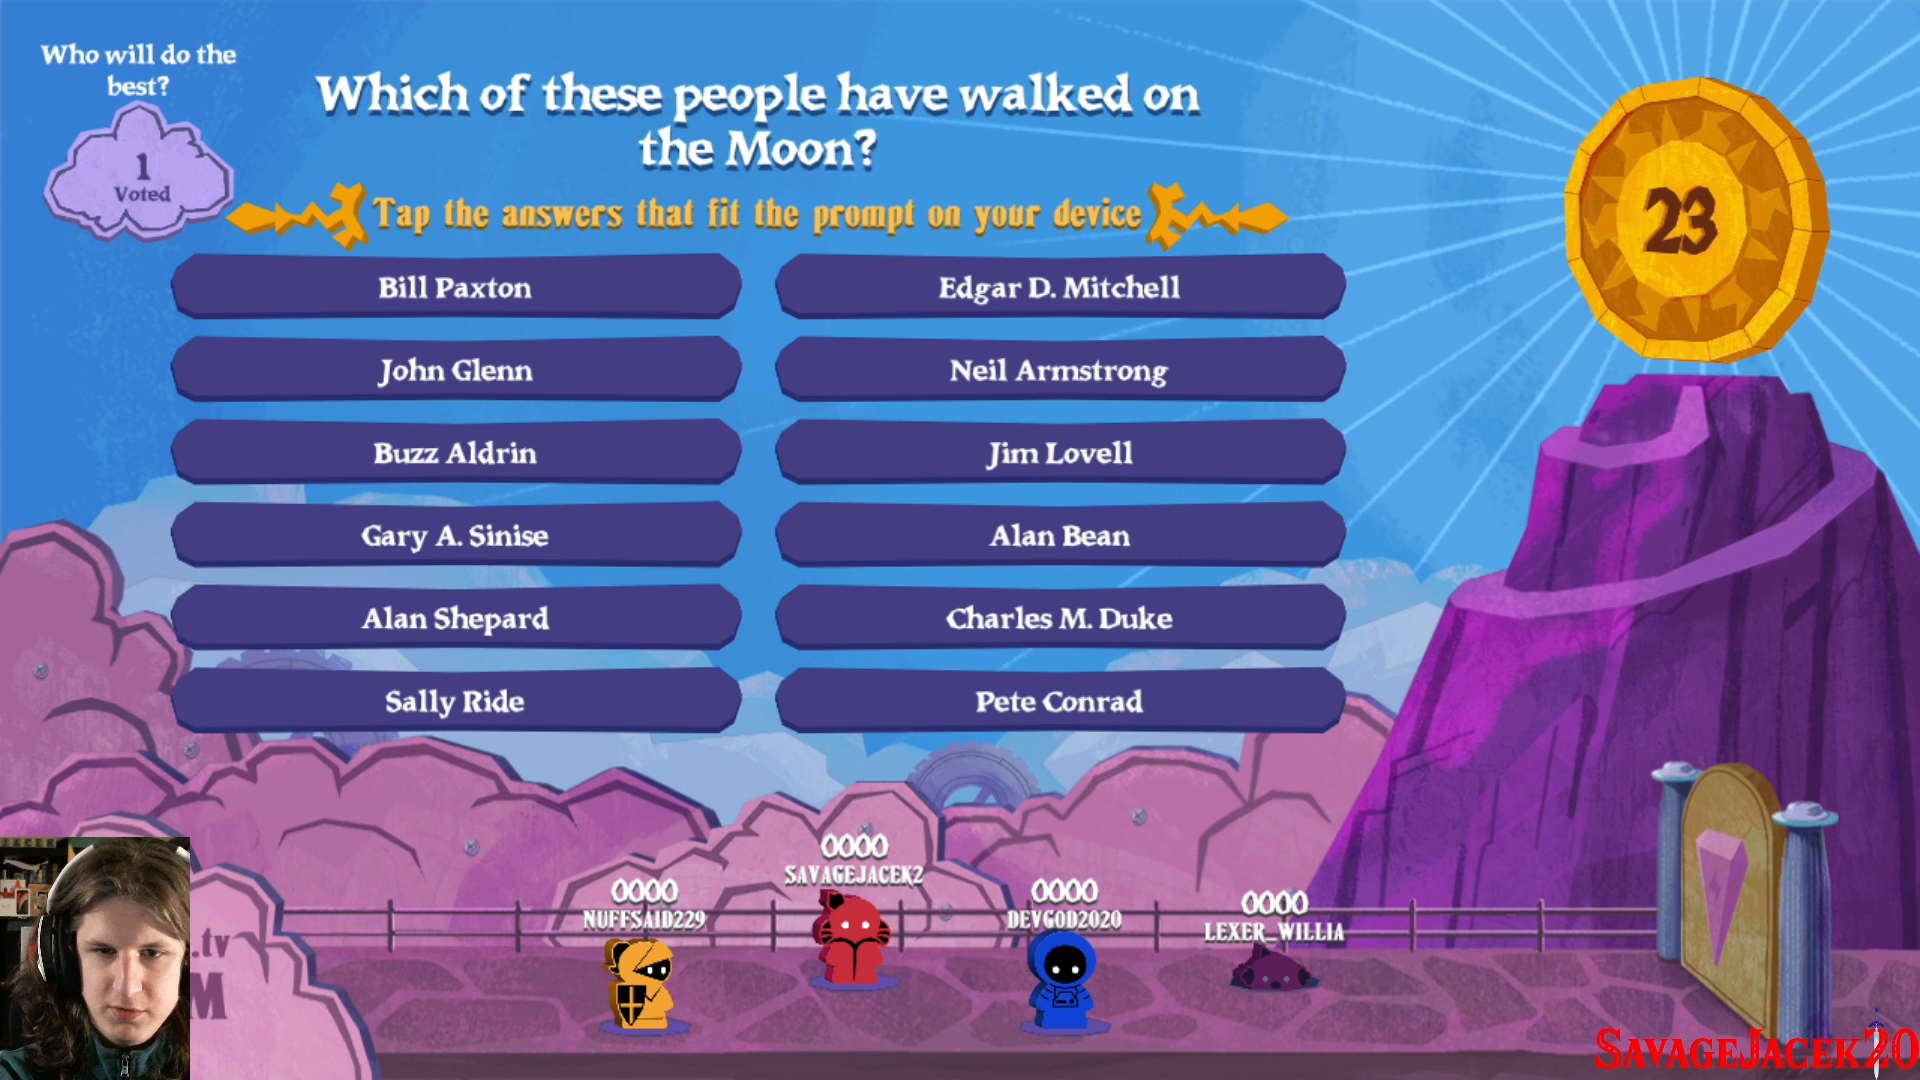 Who will do the
best?
1
Voted
Which of these people have walked on
the Moon?
Tap the answers that fit the prompt on your device
23
Bill Paxton
Edgar D. Mitchell
John Glenn
Neil Armstrong
Buzz Aldrin
Jim Lovell
Gary A. Sinise
Alan Bean
Alan Shepard
Charles M. Duke
Sally Ride
Pete Conrad
0000
SAVAGEJACEK2
0000
NUFFSAID229
0000
DEVGOD2020
0000
LEXER_WILLIA
.tv
M
SAVAGEJACEK20